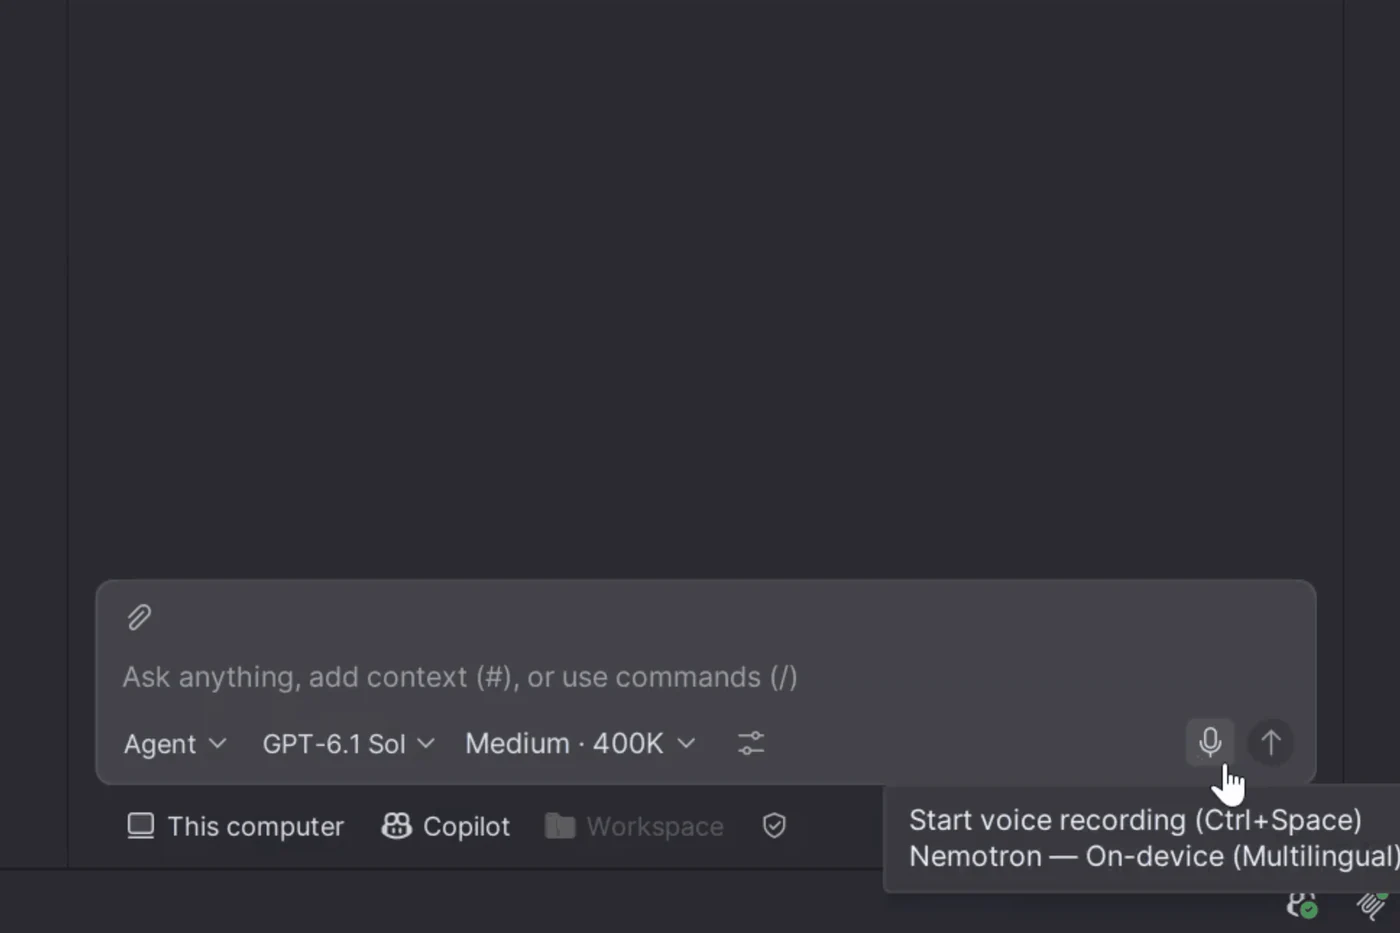 Ask anything, add context (#), or use commands (/)
Agent GPT-6.1 Sol Medium · 400K
This computer Copilot Workspace
Start voice recording (Ctrl+Space)
Nemotron — On-device (Multilingual)